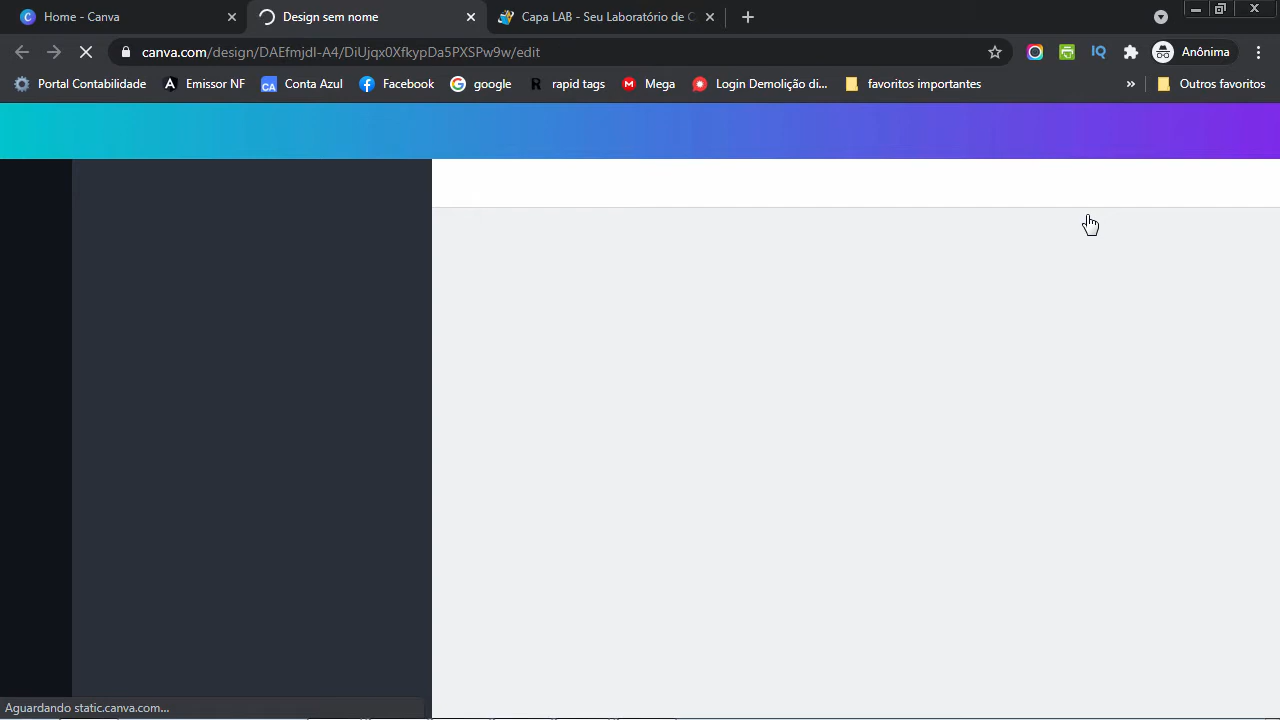 Home - Canva
Design sem nome
Capa LAB - Seu Laboratório de C
canva.com/design/DAEfmjdI-A4/DiUjqx0XfkypDa5PXSPw9w/edit
Anônima
Portal Contabilidade
Emissor NF
CA
Conta Azul
Facebook
google
rapid tags
Mega
Login Demolição di...
favoritos importantes
»
Outros favoritos
Aguardando static.canva.com...